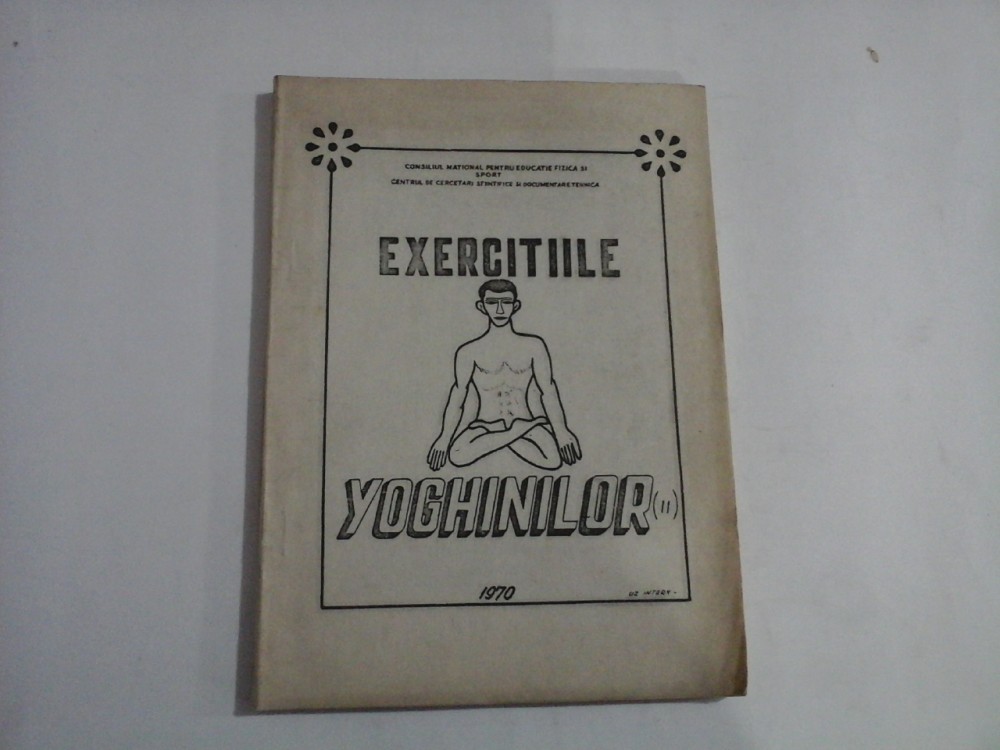 CONSILIUL NATIONAL PENTRU EDUCATIE FIZICA SI
SPORT
CENTRUL DE CERCETARI STIINTIFICE SI DOCUMENTARE TEHNICA
EXERCITIILE
YOGHINILOR (II)
1970
UZ INTERN -